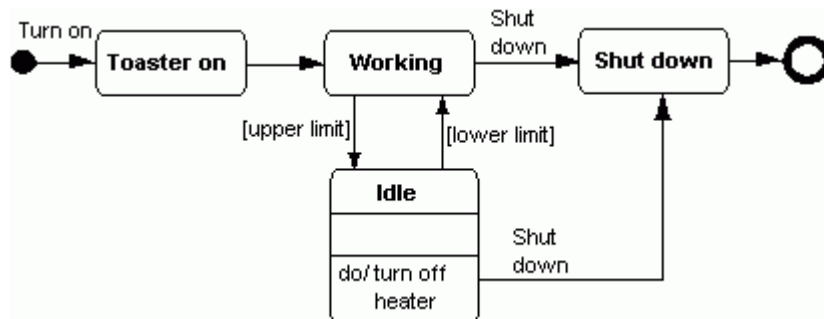 Turn on
Toaster on
Working
Shut
down
Shut down
[upper limit]
[lower limit]
Idle
do/ turn off
heater
Shut
down